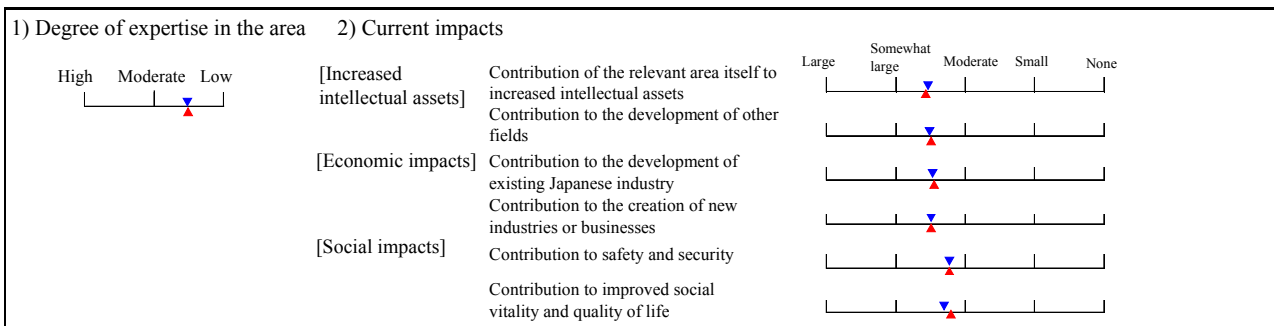 1) Degree of expertise in the area 2) Current impacts
High Moderate Low
Large Somewhat large Moderate Small None
[Increased intellectual assets]
Contribution of the relevant area itself to
increased intellectual assets
Contribution to the development of other
fields
[Economic impacts]
Contribution to the development of
existing Japanese industry
Contribution to the creation of new
industries or businesses
[Social impacts]
Contribution to safety and security
Contribution to improved social
vitality and quality of life